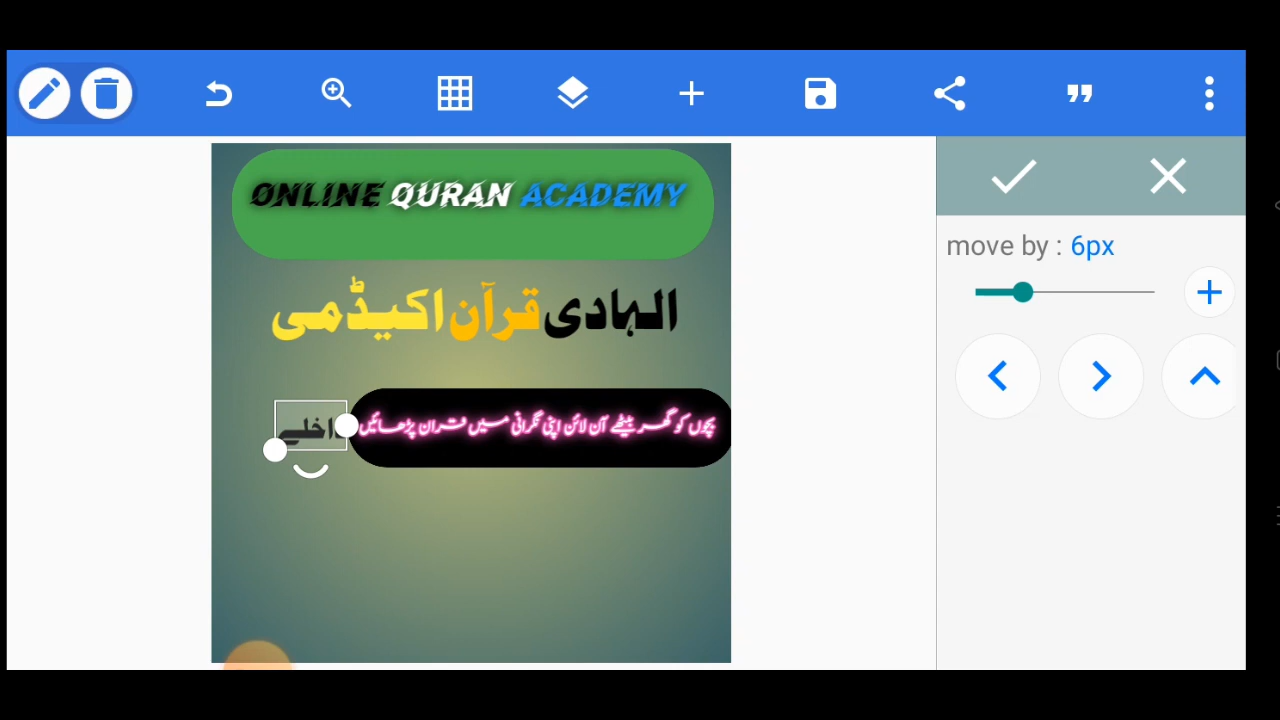 move by : 6px
ONLINE QURAN ACADEMY
الہادی قرآن اکیڈمی
بچوں کو گھر بیٹھے آن لائن اپنی نگرانی میں قران پڑھائیں